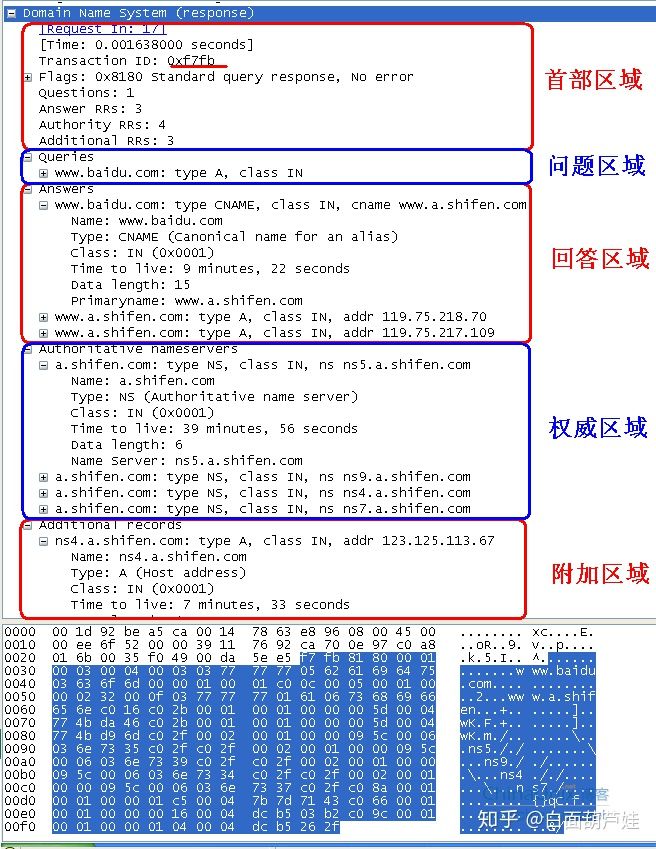 Domain Name System (response)
[Request In: 17]
[Time: 0.001638000 seconds]
Transaction ID: 0xf7fb
Flags: 0x8180 Standard query response, No error
Questions: 1
Answer RRs: 3
Authority RRs: 4
Additional RRs: 3
首部区域
Queries
www.baidu.com: type A, class IN
问题区域
Answers
www.baidu.com: type CNAME, class IN, cname www.a.shifen.com
Name: www.baidu.com
Type: CNAME (Canonical name for an alias)
Class: IN (0x0001)
Time to live: 9 minutes, 22 seconds
Data length: 15
Primaryname: www.a.shifen.com
www.a.shifen.com: type A, class IN, addr 119.75.218.70
www.a.shifen.com: type A, class IN, addr 119.75.217.109
回答区域
Authoritative nameservers
a.shifen.com: type NS, class IN, ns ns5.a.shifen.com
Name: a.shifen.com
Type: NS (Authoritative name server)
Class: IN (0x0001)
Time to live: 39 minutes, 56 seconds
Data length: 6
Name Server: ns5.a.shifen.com
a.shifen.com: type NS, class IN, ns ns9.a.shifen.com
a.shifen.com: type NS, class IN, ns ns4.a.shifen.com
a.shifen.com: type NS, class IN, ns ns7.a.shifen.com
权威区域
Additional records
ns4.a.shifen.com: type A, class IN, addr 123.125.113.67
Name: ns4.a.shifen.com
Type: A (Host address)
Class: IN (0x0001)
Time to live: 7 minutes, 33 seconds
附加区域
0000 00 1d 92 be a5 ca 00 14 78 63 e8 96 08 00 45 00 ........ xc....E.
0010 00 ee 6f 52 00 00 39 11 76 92 ca 70 0e 97 c0 a8 ..oR..9. v..p....
0020 01 6b 00 35 f0 49 00 da 5e e5 f7 fb 81 80 00 01 .k.5.I.. ^.......
0030 00 03 00 04 00 03 03 77 77 77 05 62 61 69 64 75 .......w ww.baidu
0040 03 63 6f 6d 00 00 01 00 01 c0 0c 00 05 00 01 00 .com.... ........
0050 00 02 32 00 0f 03 77 77 77 01 61 06 73 68 69 66 ..2...ww w.a.shif
0060 65 6e c0 16 c0 2b 00 01 00 01 00 00 00 5d 00 04 en...+.. .....]..
0070 77 4b da 46 c0 2b 00 01 00 01 00 00 00 5d 00 04 wK.F.+.. .....]..
0080 77 4b d9 6d c0 2f 00 02 00 01 00 00 09 5c 00 06 wK.m./.. .....\..
0090 03 6e 73 35 c0 2f c0 2f 00 02 00 01 00 00 09 5c .ns5././ .......\
00a0 00 06 03 6e 73 39 c0 2f c0 2f 00 02 00 01 00 00 ...ns9./ ./......
00b0 09 5c 00 06 03 6e 73 34 c0 2f c0 2f 00 02 00 01 .\...ns4 ././....
00c0 00 00 09 5c 00 06 03 6e 73 37 c0 2f c0 8a 00 01
00d0 00 01 00 00 01 c5 00 04 7b 7d 71 43 c0 66 00 01
00e0 00 01 00 00 00 16 00 04 dc b5 03 b2 c0 9c 00 01
00f0 00 01 00 00 01 04 00 04 dc b5 26 2f
知乎 @白面葫芦娃